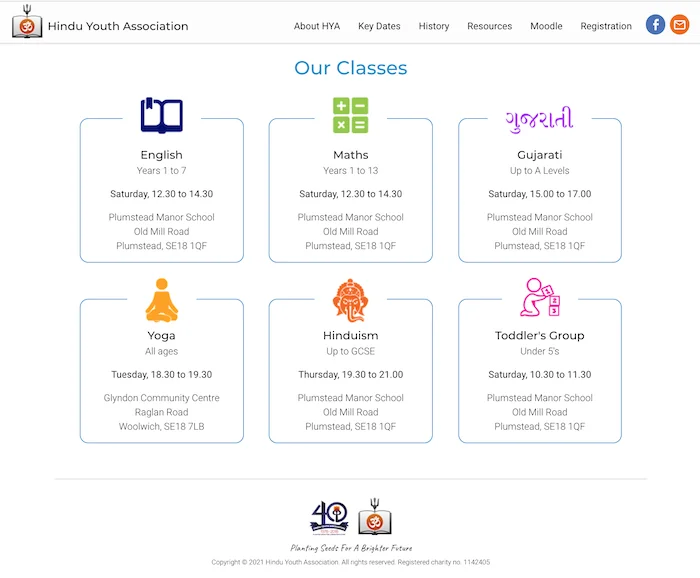 Hindu Youth Association
About HYA
Key Dates
History
Resources
Moodle
Registration
Our Classes
English
Years 1 to 7
Saturday, 12.30 to 14.30
Plumstead Manor School
Old Mill Road
Plumstead, SE18 1QF
Maths
Years 1 to 13
Saturday, 12.30 to 14.30
Plumstead Manor School
Old Mill Road
Plumstead, SE18 1QF
ગુજરાતી
Gujarati
Up to A Levels
Saturday, 15.00 to 17.00
Plumstead Manor School
Old Mill Road
Plumstead, SE18 1QF
Yoga
All ages
Tuesday, 18.30 to 19.30
Glyndon Community Centre
Raglan Road
Woolwich, SE18 7LB
Hinduism
Up to GCSE
Thursday, 19.30 to 21.00
Plumstead Manor School
Old Mill Road
Plumstead, SE18 1QF
Toddler's Group
Under 5's
Saturday, 10.30 to 11.30
Plumstead Manor School
Old Mill Road
Plumstead, SE18 1QF
40
Planting Seeds For A Brighter Future
Copyright © 2021 Hindu Youth Association. All rights reserved. Registered charity no. 1142405